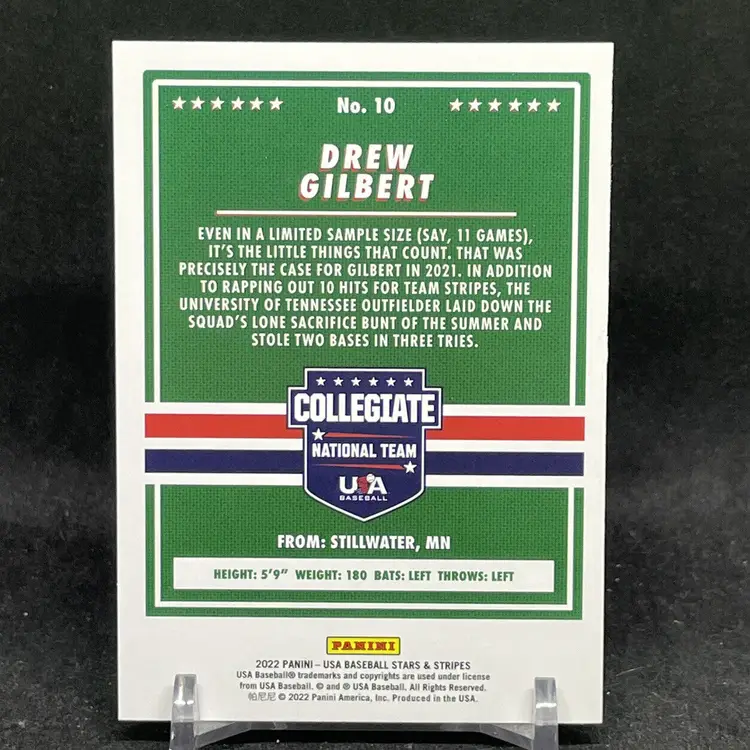 No. 10
DREW
GILBERT
EVEN IN A LIMITED SAMPLE SIZE (SAY, 11 GAMES),
IT'S THE LITTLE THINGS THAT COUNT. THAT WAS
PRECISELY THE CASE FOR GILBERT IN 2021. IN ADDITION
TO RAPPING OUT 10 HITS FOR TEAM STRIPES, THE
UNIVERSITY OF TENNESSEE OUTFIELDER LAID DOWN THE
SQUAD'S LONE SACRIFICE BUNT OF THE SUMMER AND
STOLE TWO BASES IN THREE TRIES.
COLLEGIATE
NATIONAL TEAM
USA
BASEBALL
FROM: STILLWATER, MN
HEIGHT: 5'9" WEIGHT: 180 BATS: LEFT THROWS: LEFT
PANINI
2022 PANINI – USA BASEBALL STARS & STRIPES
USA Baseball® trademarks and copyrights are used under license
from USA Baseball. © and ® USA Baseball. All Rights Reserved.
帕尼尼 © 2022 Panini America, Inc. Produced in the USA.